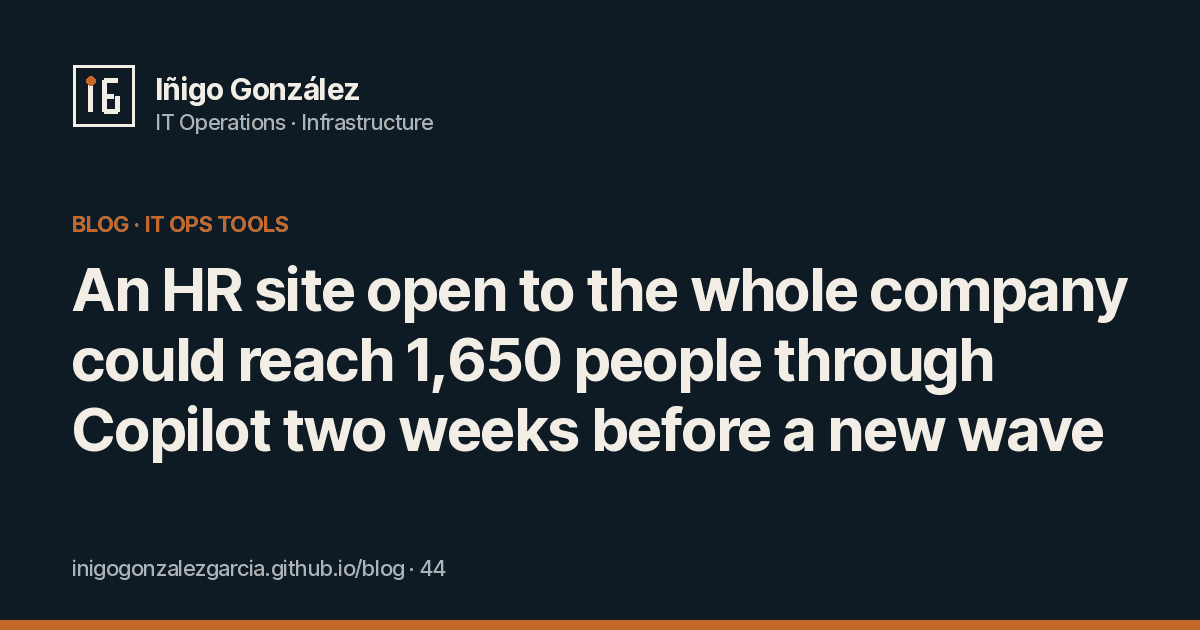 iG
Iñigo González
IT Operations · Infrastructure
BLOG · IT OPS TOOLS
An HR site open to the whole company
could reach 1,650 people through
Copilot two weeks before a new wave
inigogonzalezgarcia.github.io/blog · 44